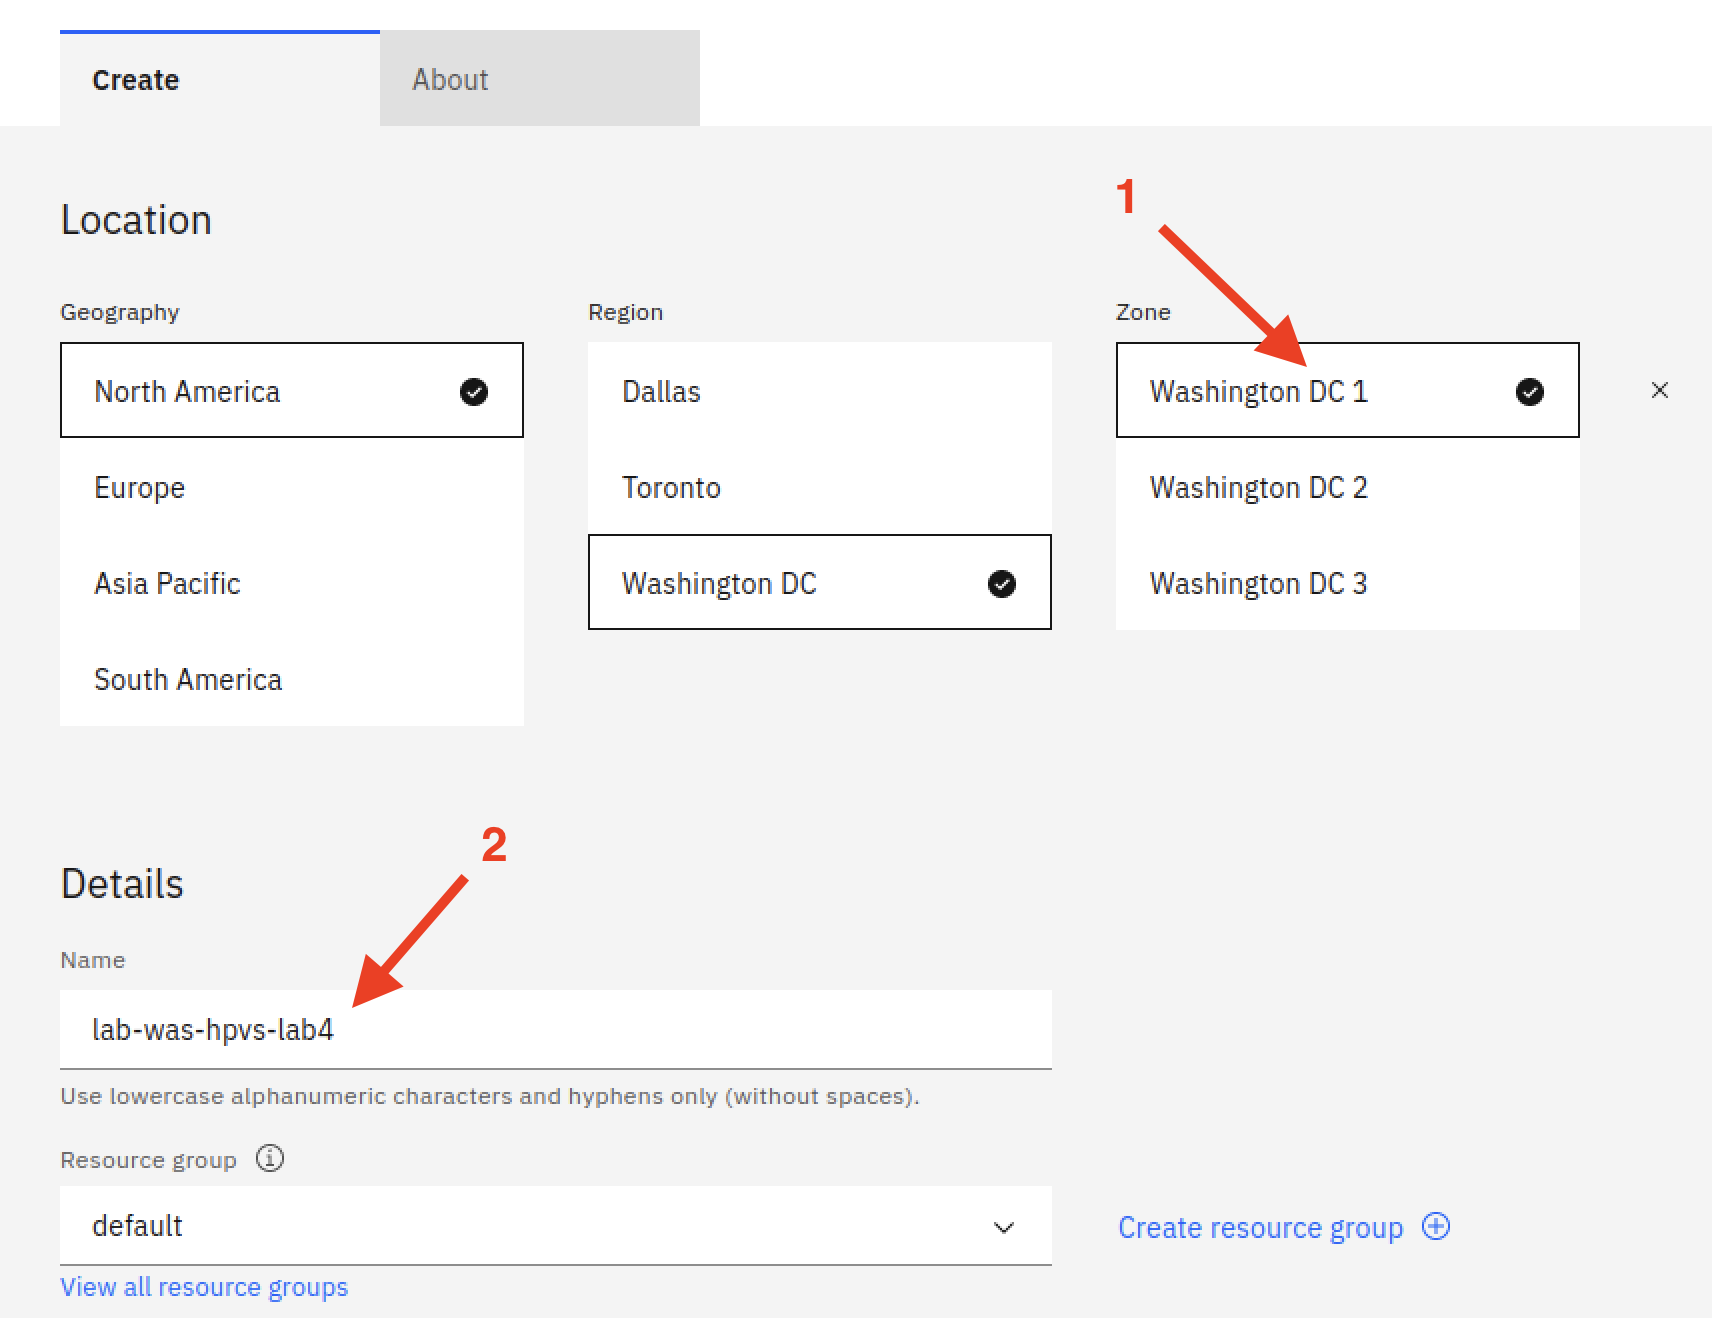 Create
About
Location
1
Geography
Region
Zone
North America
Europe
Asia Pacific
South America
Dallas
Toronto
Washington DC
Washington DC 1
Washington DC 2
Washington DC 3
2
Details
Name
lab-was-hpvs-lab4
Use lowercase alphanumeric characters and hyphens only (without spaces).
Resource group
default
Create resource group
View all resource groups